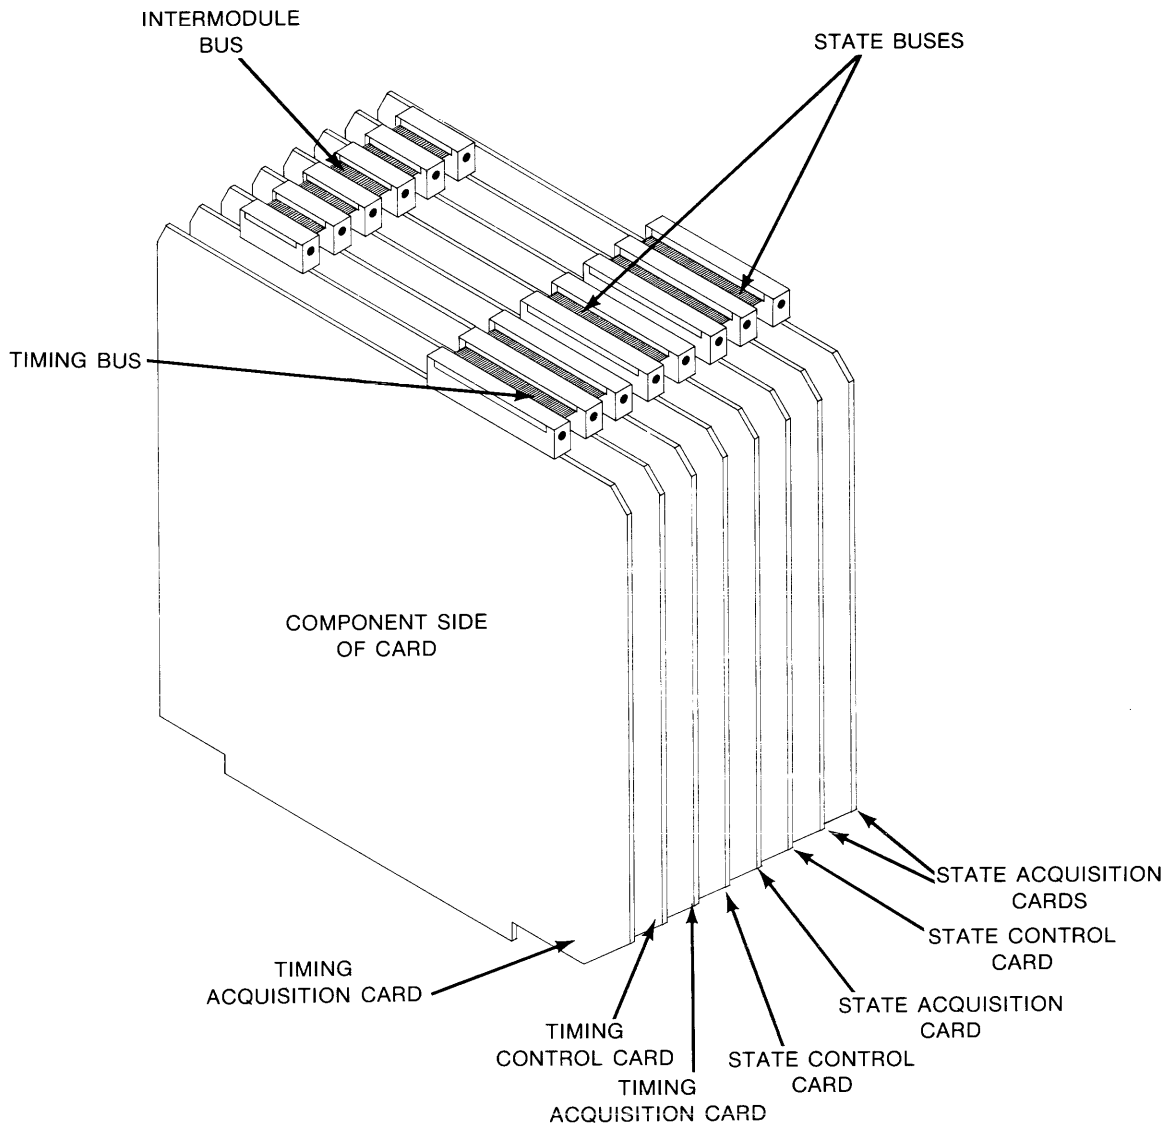 INTERMODULE
BUS
STATE BUSES
TIMING BUS
COMPONENT SIDE
OF CARD
STATE ACQUISITION
CARDS
STATE CONTROL
CARD
STATE ACQUISITION
CARD
STATE CONTROL
CARD
TIMING
ACQUISITION CARD
TIMING
CONTROL CARD
TIMING
ACQUISITION CARD